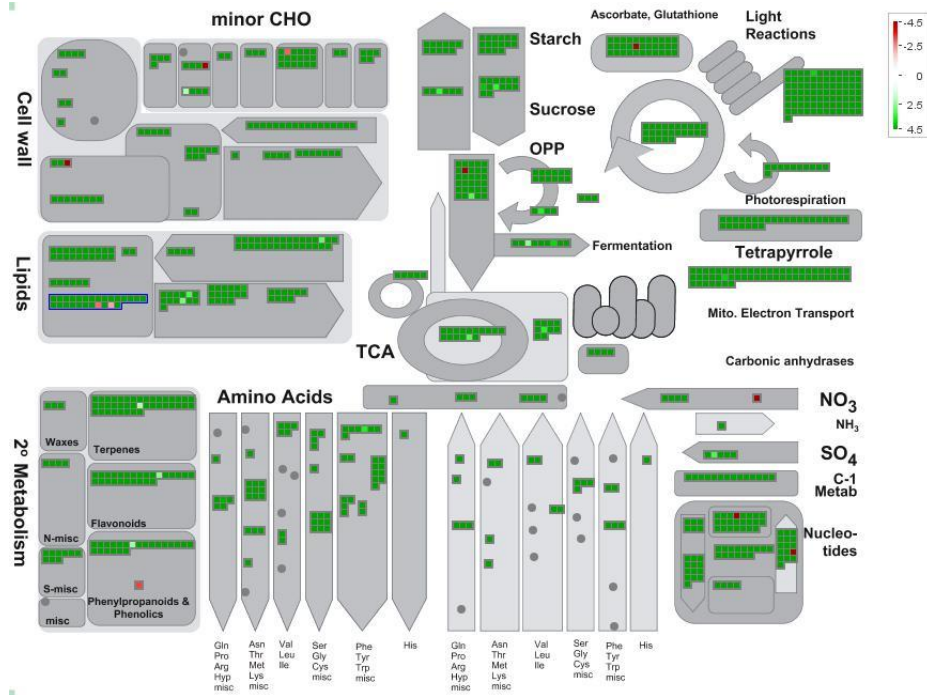 minor CHO
Cell wall
Lipids
2º Metabolism
Starch
Sucrose
OPP
Fermentation
TCA
Ascorbate, Glutathione
Light
Reactions
-4.5
-2.5
0
2.5
4.5
Photorespiration
Tetrapyrrole
Mito. Electron Transport
Carbonic anhydrases
Amino Acids
NO3
NH3
SO4
C-1
Metab
Nucleo-
tides
Waxes
Terpenes
N-misc
Flavonoids
S-misc
misc
Phenylpropanoids &
Phenolics
Gln
Pro
Arg
Hyp
misc
Asn
Thr
Met
Lys
misc
Val
Leu
Ile
Ser
Gly
Cys
misc
Phe
Tyr
Trp
misc
His
Gln
Pro
Arg
Hyp
misc
Asn
Thr
Met
Lys
misc
Val
Leu
Ile
Ser
Gly
Cys
misc
Phe
Tyr
Trp
misc
His